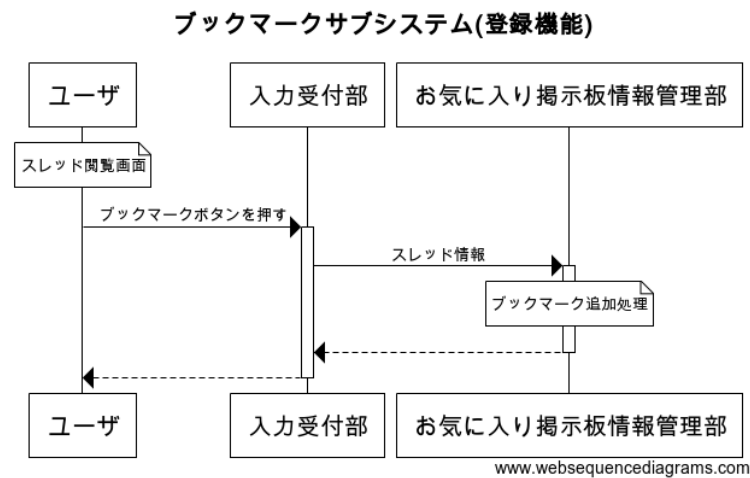 ブックマークサブシステム(登録機能)
ユーザ
入力受付部
お気に入り掲示板情報管理部
スレッド閲覧画面
ブックマークボタンを押す
スレッド情報
ブックマーク追加処理
ユーザ
入力受付部
お気に入り掲示板情報管理部
www.websequencediagrams.com